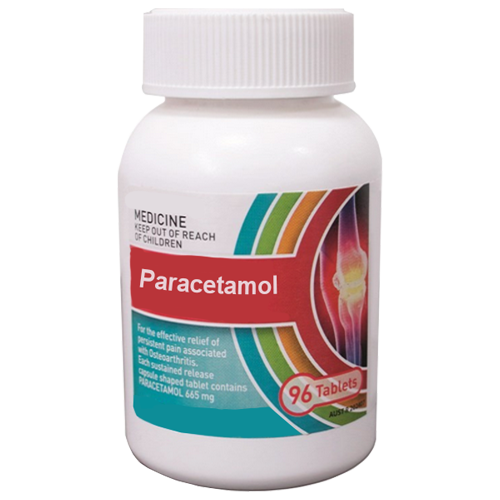 MEDICINE
KEEP OUT OF REACH
OF CHILDREN
Paracetamol
For the effective relief of
persistent pain associated
with Osteoarthritis.
Each sustained release
capsule shaped tablet contains
PARACETAMOL 665 mg
96 Tablets
AUST R